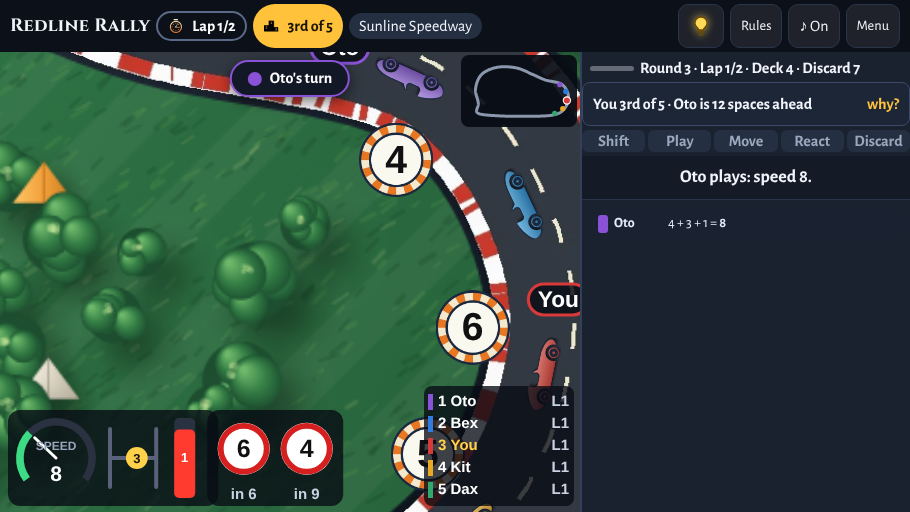 REDLINE RALLY
Lap 1/2
3rd of 5
Sunline Speedway
Rules
♪ On
Menu
Oto's turn
4
6
You
1 Oto L1
2 Bex L1
3 You L1
4 Kit L1
5 Dax L1
SPEED
8
3
1
6
in 6
4
in 9
Round 3 · Lap 1/2 · Deck 4 · Discard 7
You 3rd of 5 · Oto is 12 spaces ahead
why?
Shift
Play
Move
React
Discard
Oto plays: speed 8.
Oto 4 + 3 + 1 = 8